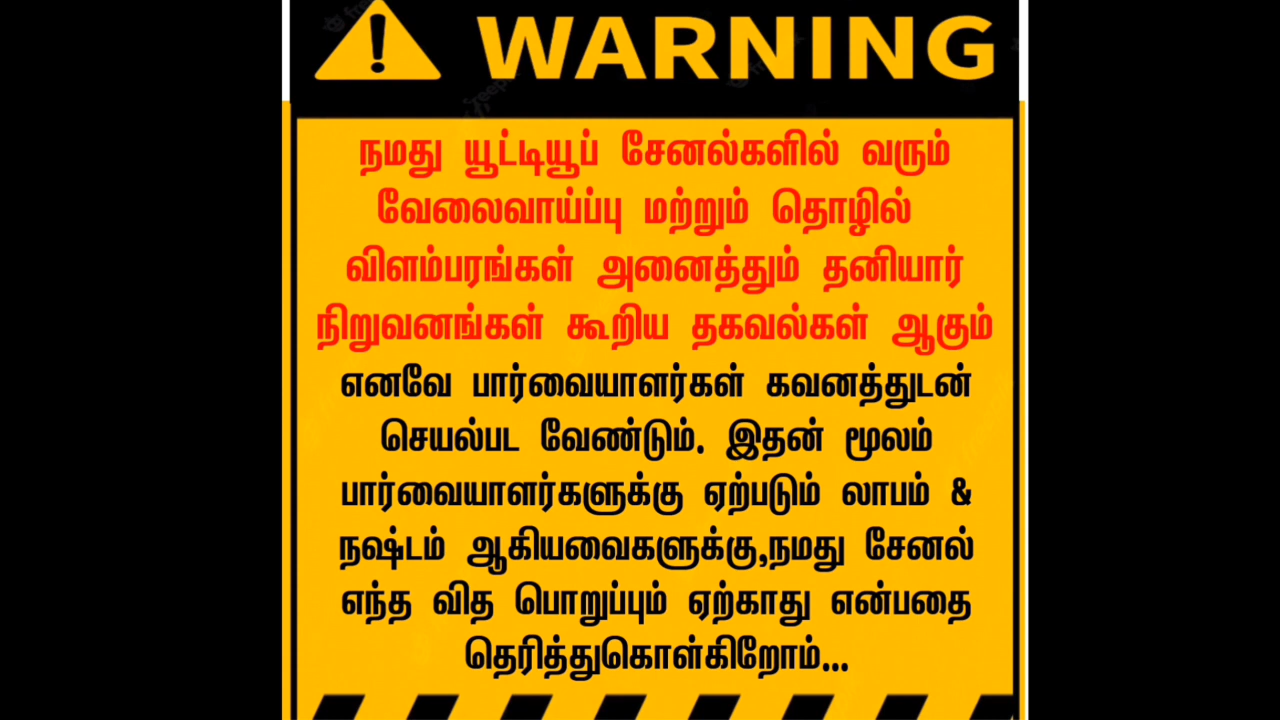 WARNING
நமது யூட்டியூப் சேனல்களில் வரும்
வேலைவாய்ப்பு மற்றும் தொழில்
விளம்பரங்கள் அனைத்தும் தனியார்
நிறுவனங்கள் கூறிய தகவல்கள் ஆகும்
எனவே பார்வையாளர்கள் கவனத்துடன்
செயல்பட வேண்டும். இதன் மூலம்
பார்வையாளர்களுக்கு ஏற்படும் லாபம் &
நஷ்டம் ஆகியவைகளுக்கு,நமது சேனல்
எந்த வித பொறுப்பும் ஏற்காது என்பதை
தெரித்துகொள்கிறோம்...